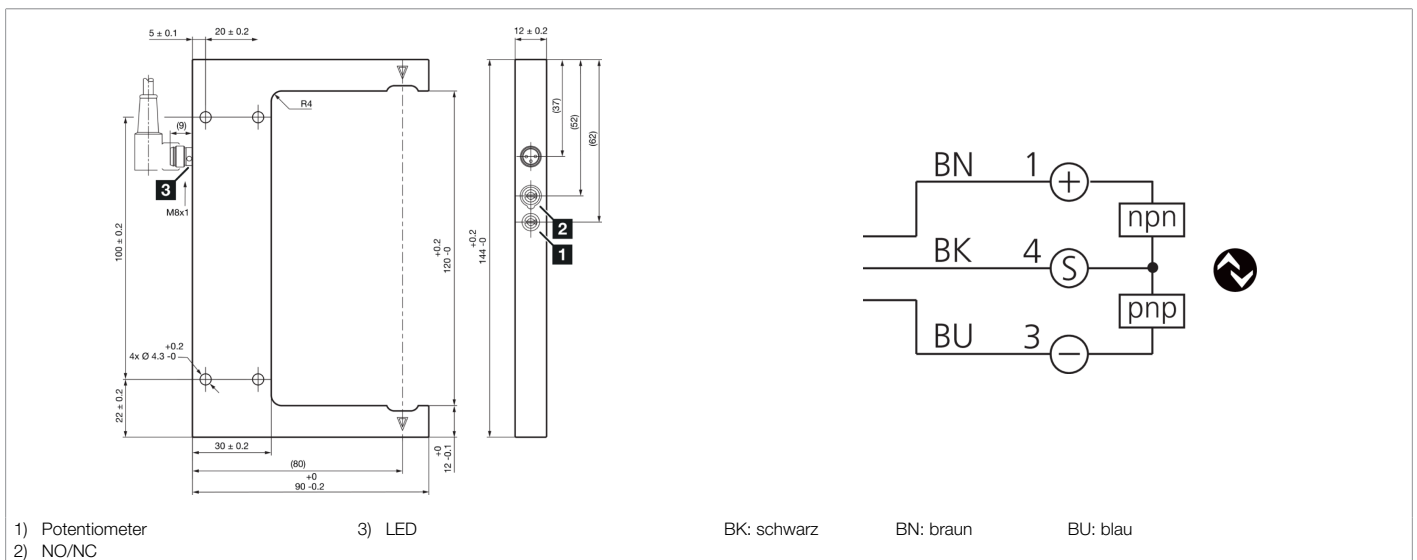 5 ± 0.1
20 ± 0.2
12 ± 0.2
R4
(37)
(52)
(62)
(9)
3
M8x1
2
1
100 ± 0.2
+0.2
120 -0
+0.2
144 -0
+0.2
4x Ø 4.3 -0
22 ± 0.2
30 ± 0.2
(80)
+0
90 -0.2
+0
12 -0.1
BN 1 +
npn
BK 4 S
pnp
BU 3 −
1) Potentiometer 3) LED BK: schwarz BN: braun BU: blau
2) NO/NC